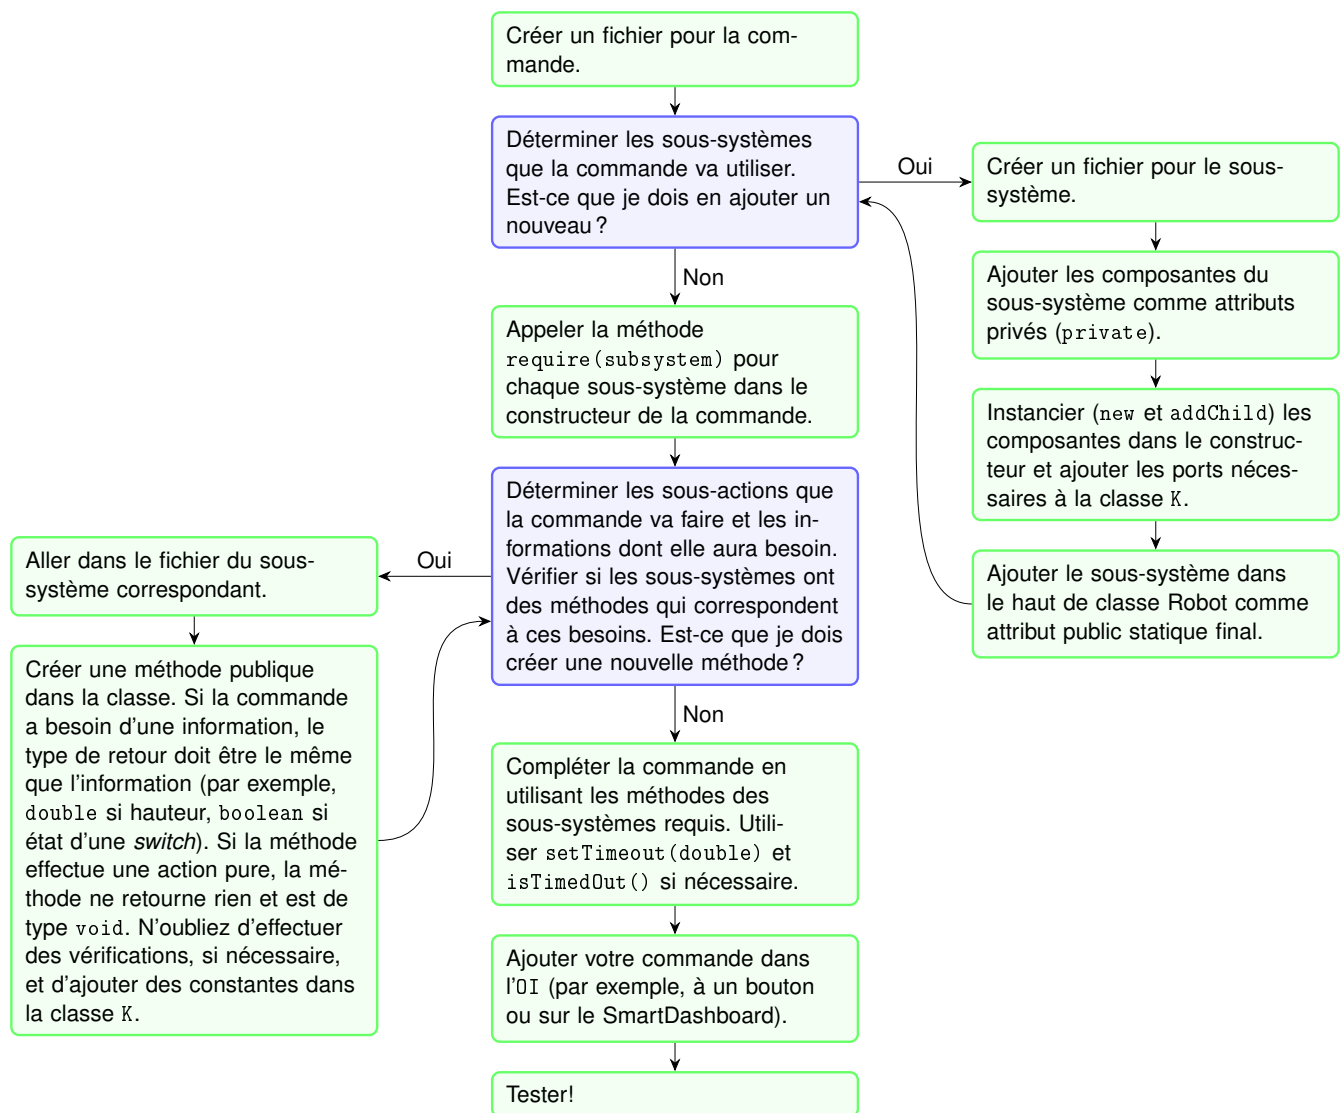 Créer un fichier pour la com-
mande.
Déterminer les sous-systèmes
que la commande va utiliser.
Est-ce que je dois en ajouter un
nouveau ?
Oui
Créer un fichier pour le sous-
système.
Ajouter les composantes du
sous-système comme attributs
privés (private).
Instancier (new et addChild) les
composantes dans le construc-
teur et ajouter les ports néces-
saires à la classe K.
Ajouter le sous-système dans
le haut de classe Robot comme
attribut public statique final.
Non
Appeler la méthode
require(subsystem) pour
chaque sous-système dans le
constructeur de la commande.
Déterminer les sous-actions que
la commande va faire et les in-
formations dont elle aura besoin.
Vérifier si les sous-systèmes ont
des méthodes qui correspondent
à ces besoins. Est-ce que je dois
créer une nouvelle méthode ?
Oui
Aller dans le fichier du sous-
système correspondant.
Créer une méthode publique
dans la classe. Si la commande
a besoin d'une information, le
type de retour doit être le même
que l'information (par exemple,
double si hauteur, boolean si
état d'une switch). Si la méthode
effectue une action pure, la mé-
thode ne retourne rien et est de
type void. N'oubliez d'effectuer
des vérifications, si nécessaire,
et d'ajouter des constantes dans
la classe K.
Non
Compléter la commande en
utilisant les méthodes des
sous-systèmes requis. Utili-
ser setTimeout(double) et
isTimedOut() si nécessaire.
Ajouter votre commande dans
l'OI (par exemple, à un bouton
ou sur le SmartDashboard).
Tester!